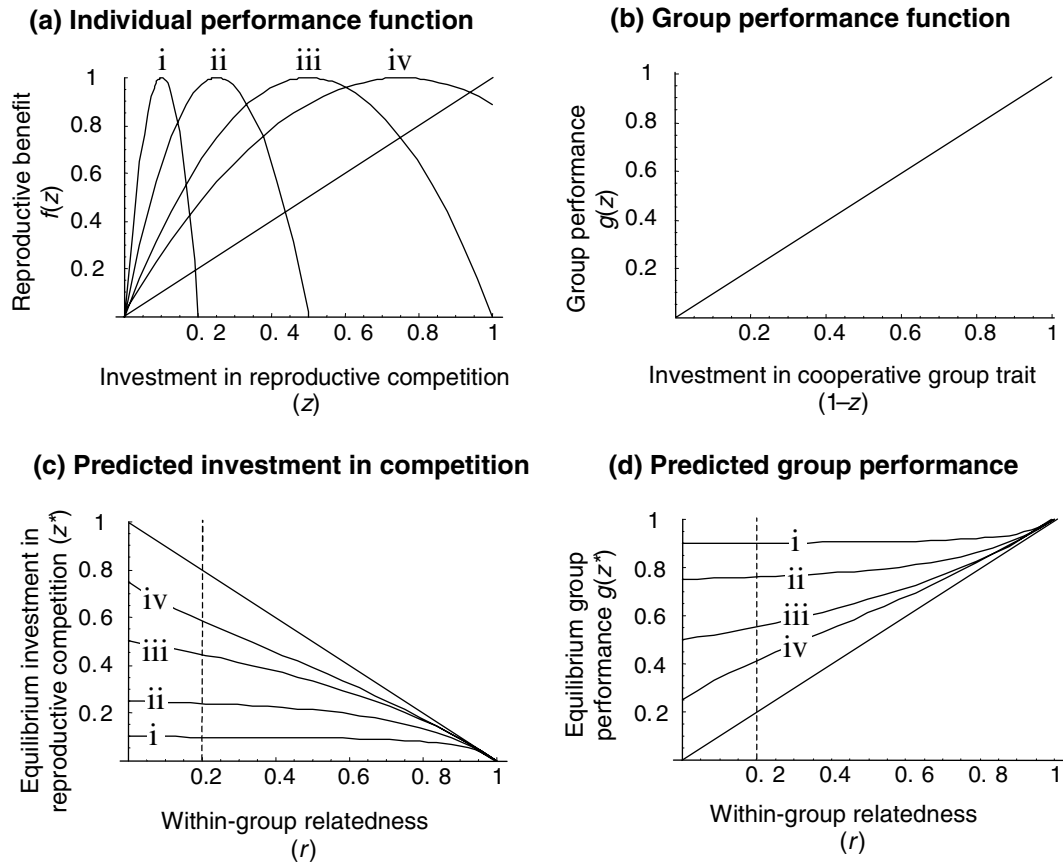 (a) Individual performance function
i ii iii iv
1
0.8
0.6
0.4
0.2
Reproductive benefit
f(z)
0. 2 0.4 0.6 0.8 1
Investment in reproductive competition
(z)
(b) Group performance function
1
0.8
0.6
0.4
0.2
Group performance
g(z)
0.2 0.4 0.6 0.8 1
Investment in cooperative group trait
(1–z)
(c) Predicted investment in competition
1
0.8
0.6
0.4
0.2
Equilibrium investment in
reproductive competition (z*)
iv
iii
ii
i
0.2 0.4 0.6 0.8 1
Within-group relatedness
(r)
(d) Predicted group performance
1
0.8
0.6
0.4
0.2
Equilibrium group
performance g(z*)
i
ii
iii
iv
0. 2 0.4 0. 6 0. 8 1
Within-group relatedness
(r)